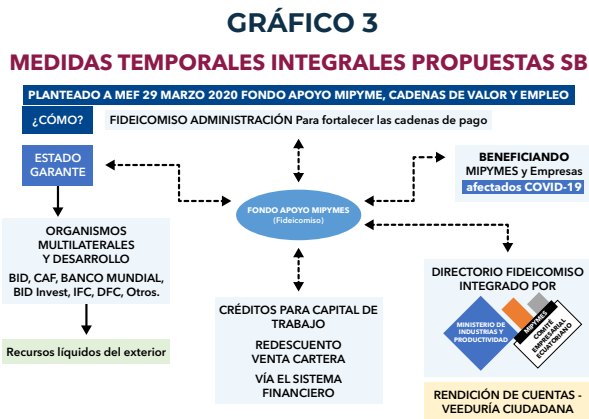 GRÁFICO 3
MEDIDAS TEMPORALES INTEGRALES PROPUESTAS SB
PLANTEADO A MEF 29 MARZO 2020 FONDO APOYO MIPYME, CADENAS DE VALOR Y EMPLEO
¿CÓMO?
FIDEICOMISO ADMINISTRACIÓN Para fortalecer las cadenas de pago
ESTADO
GARANTE
BENEFICIANDO
MIPYMES y Empresas
afectados COVID-19
FONDO APOYO MIPYMES
(Fideicomiso)
ORGANISMOS
MULTILATERALES
Y DESARROLLO
BID, CAF, BANCO MUNDIAL,
BID Invest, IFC, DFC, Otros.
Recursos líquidos del exterior
CRÉDITOS PARA CAPITAL DE
TRABAJO
REDESCUENTO
VENTA CARTERA
VÍA EL SISTEMA
FINANCIERO
DIRECTORIO FIDEICOMISO
INTEGRADO POR
MINISTERIO DE
INDUSTRIAS Y
PRODUCTIVIDAD
MIPYMES
COMITÉ
EMPRESARIAL
ECUATORIANO
RENDICIÓN DE CUENTAS -
VEEDURÍA CIUDADANA